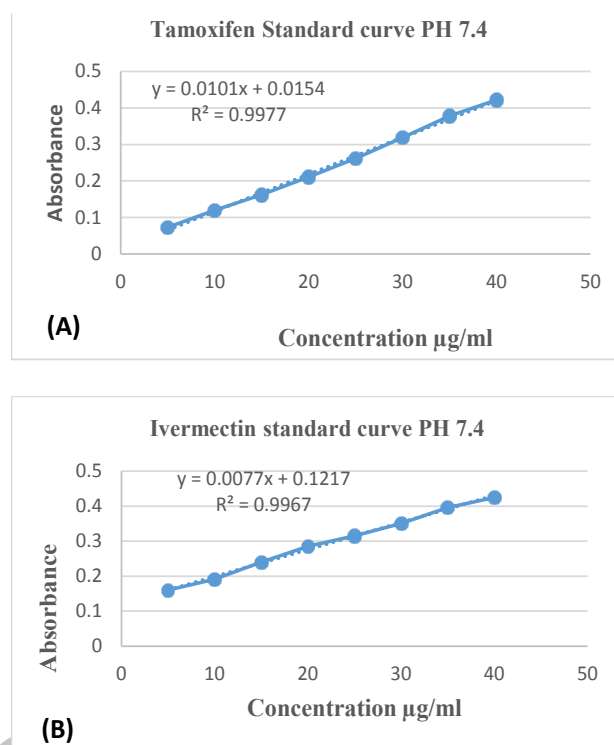 Tamoxifen Standard curve PH 7.4
y = 0.0101x + 0.0154
R² = 0.9977
0.5
0.4
0.3
0.2
0.1
0
Absorbance
0 10 20 30 40 50
(A)
Concentration µg/ml
Ivermectin standard curve PH 7.4
y = 0.0077x + 0.1217
R² = 0.9967
0.5
0.4
0.3
0.2
0.1
0
Absorbance
0 10 20 30 40 50
Concentration µg/ml
(B)